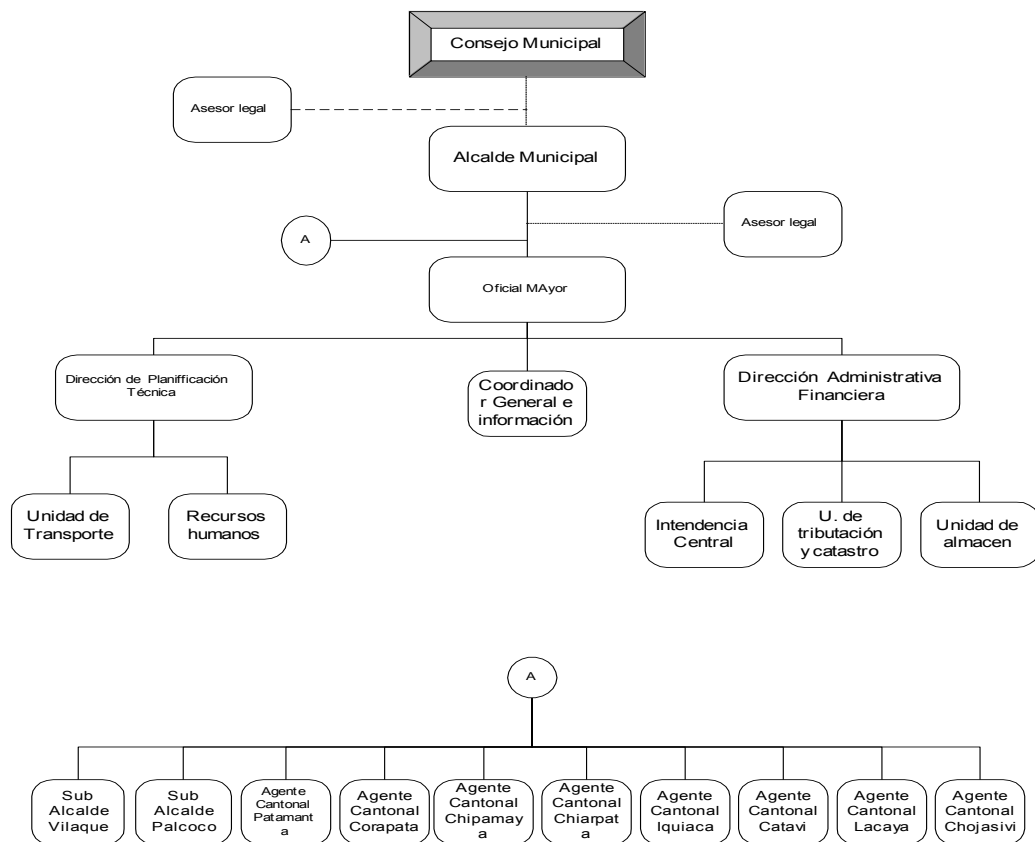 Consejo Municipal
Asesor legal
Alcalde Municipal
Asesor legal
A
Oficial MAyor
Dirección de Planifficación
Técnica
Coordinado
r General e
información
Dirección Administrativa
Financiera
Unidad de
Transporte
Recursos
humanos
Intendencia
Central
U. de
tributación
y catastro
Unidad de
almacen
A
Sub
Alcalde
Vilaque
Sub
Alcalde
Palcoco
Agente
Cantonal
Patamant
a
Agente
Cantonal
Corapata
Agente
Cantonal
Chipamay
a
Agente
Cantonal
Chiarpat
a
Agente
Cantonal
Iquiaca
Agente
Cantonal
Catavi
Agente
Cantonal
Lacaya
Agente
Cantonal
Chojasivi